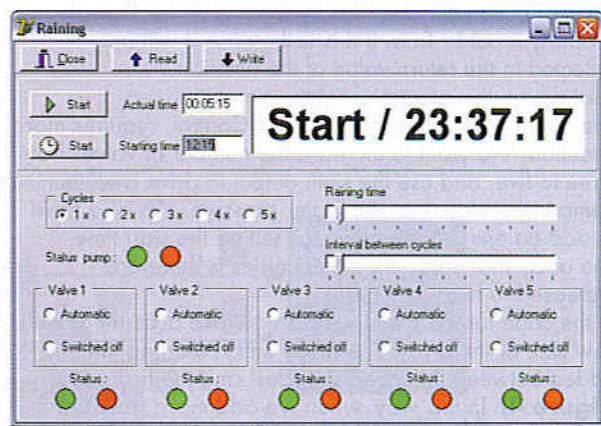 Raining
Close Read Write
Start Actual time 00:05:15
Start / 23:37:17
Start Starting time 12:15
Cycles
1 x 2 x 3 x 4 x 5 x
Raining time
Interval between cycles
Status pump :
Valve 1 Valve 2 Valve 3 Valve 4 Valve 5
Automatic Automatic Automatic Automatic Automatic
Switched off Switched off Switched off Switched off Switched off
Status : Status : Status : Status : Status :